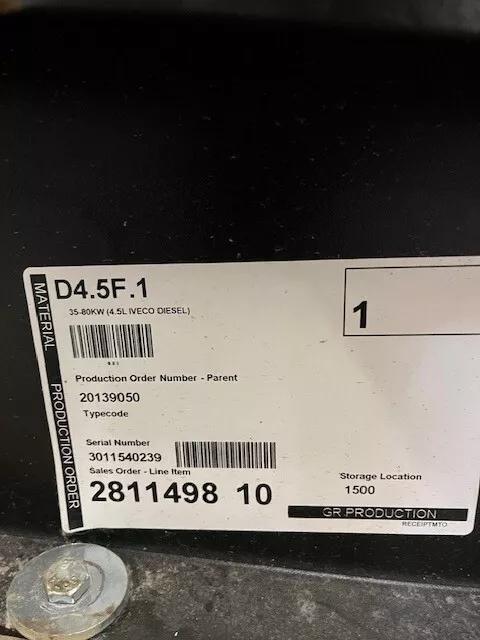 MATERIAL
D4.5F.1
35-80KW (4.5L IVECO DIESEL)
1
PRODUCTION ORDER
Production Order Number - Parent
20139050
Typecode
Serial Number
3011540239
Sales Order - Line Item
2811498 10
Storage Location
1500
GR PRODUCTION
RECEIPTMTO